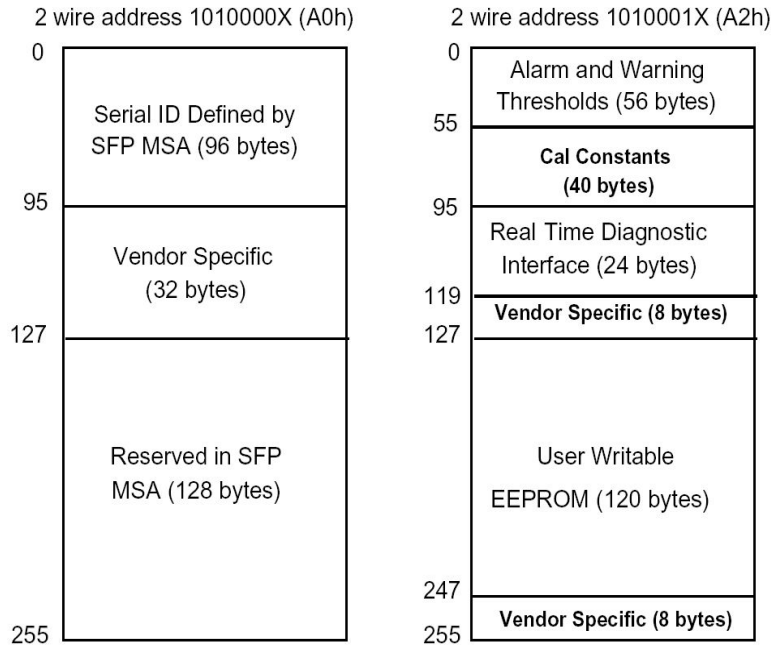 2 wire address 1010000X (A0h)
0
Serial ID Defined by
SFP MSA (96 bytes)
95
Vendor Specific
(32 bytes)
127
Reserved in SFP
MSA (128 bytes)
255
2 wire address 1010001X (A2h)
0
Alarm and Warning
Thresholds (56 bytes)
55
Cal Constants
(40 bytes)
95
Real Time Diagnostic
Interface (24 bytes)
119
Vendor Specific (8 bytes)
127
User Writable
EEPROM (120 bytes)
247
Vendor Specific (8 bytes)
255